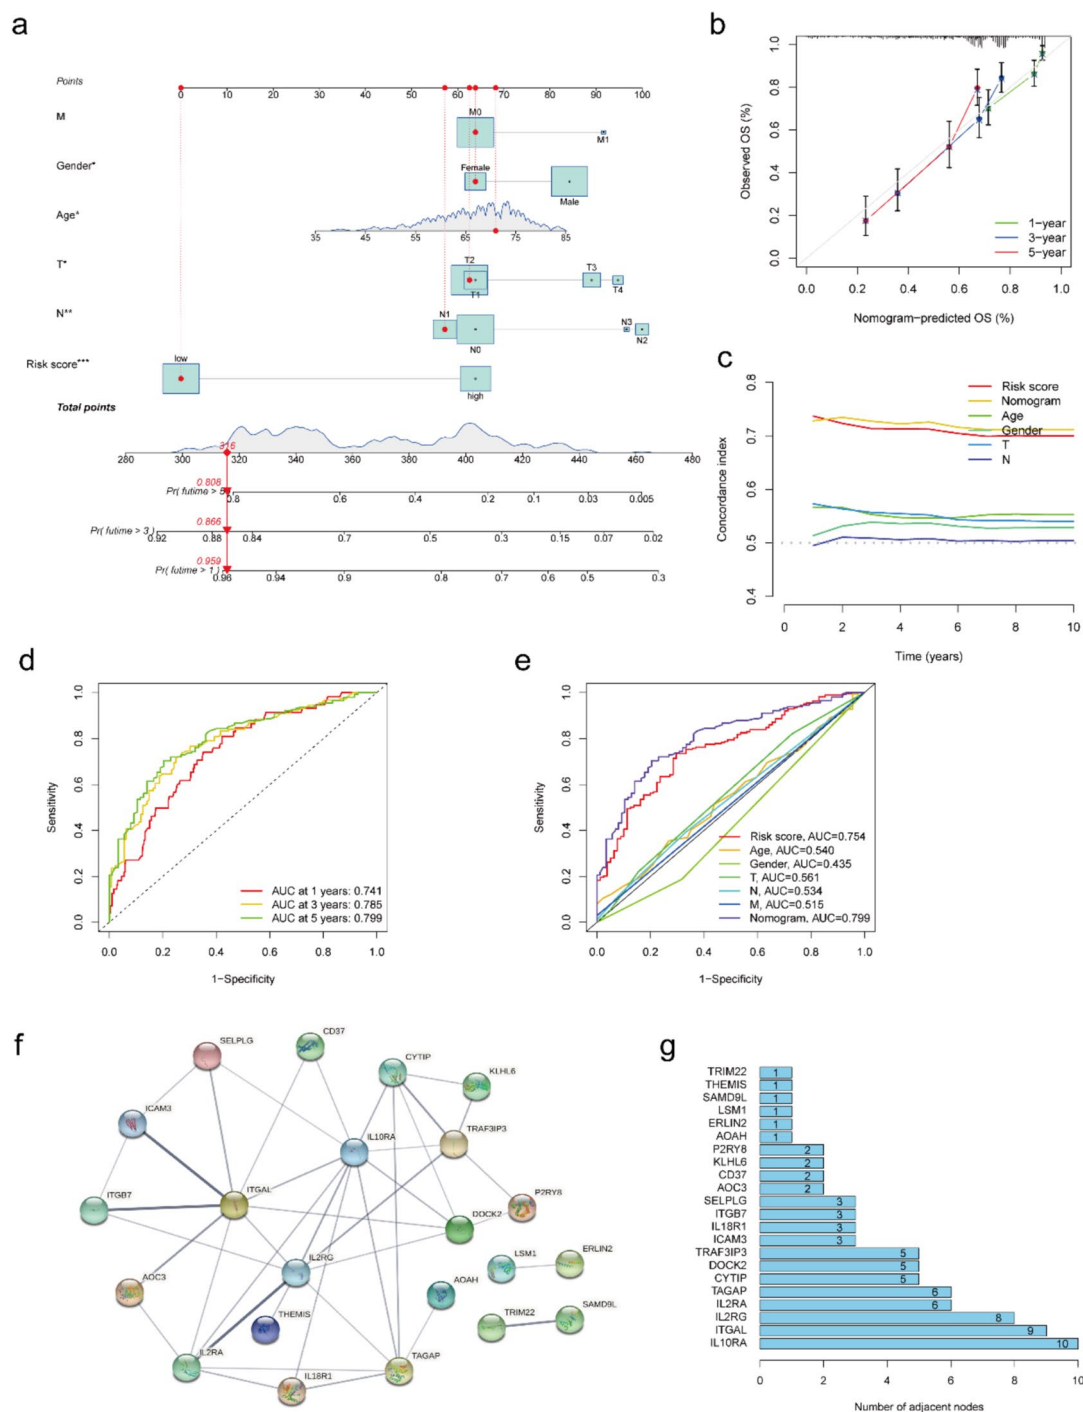 a
Points
0 10 20 30 40 50 60 70 80 90 100
M
M0
M1
Gender*
Female
Male
Age*
35 45 55 65 75 85
T*
T2
T3
T1
T4
N**
N1
N3
N0
N2
Risk score***
low
high
Total points
316
280 300 320 340 360 380 400 420 440 460 480
0.808
Pr( futime > 5
0.8 0.6 0.4 0.2 0.1 0.03 0.005
0.866
Pr( futime > 3 )
0.92 0.88 0.84 0.7 0.5 0.3 0.15 0.07 0.02
0.959
Pr( futime > 1 )
0.96 0.94 0.9 0.8 0.7 0.6 0.5 0.3
b
Observed OS (%)
1.0
0.8
0.6
0.4
0.2
0.0
1-year
3-year
5-year
0.0 0.2 0.4 0.6 0.8 1.0
Nomogram-predicted OS (%)
c
Concordance index
0.8
0.7
0.6
0.5
0.4
Risk score
Nomogram
Age
Gender
T
N
0 2 4 6 8 10
Time (years)
d
Sensitivity
1.0
0.8
0.6
0.4
0.2
0.0
AUC at 1 years: 0.741
AUC at 3 years: 0.785
AUC at 5 years: 0.799
0.0 0.2 0.4 0.6 0.8 1.0
1-Specificity
e
Sensitivity
1.0
0.8
0.6
0.4
0.2
0.0
Risk score, AUC=0.754
Age, AUC=0.540
Gender, AUC=0.435
T, AUC=0.561
N, AUC=0.534
M, AUC=0.515
Nomogram, AUC=0.799
0.0 0.2 0.4 0.6 0.8 1.0
1-Specificity
f
CD37
SELPLG
CYTIP
KLHL6
ICAM3
TRAF3IP3
IL10RA
ITGAL
ITGB7
P2RY8
DOCK2
IL2RG
LSM1
ERLIN2
AOC3
AOAH
THEMIS
TRIM22
SAMD9L
IL2RA
TAGAP
IL18R1
g
TRIM22 1
THEMIS 1
SAMD9L 1
LSM1 1
ERLIN2 1
AOAH 1
P2RY8 2
KLHL6 2
CD37 2
AOC3 2
SELPLG 3
ITGB7 3
IL18R1 3
ICAM3 3
TRAF3IP3 5
DOCK2 5
CYTIP 5
TAGAP 6
IL2RA 6
IL2RG 8
ITGAL 9
IL10RA 10
0 2 4 6 8 10
Number of adjacent nodes